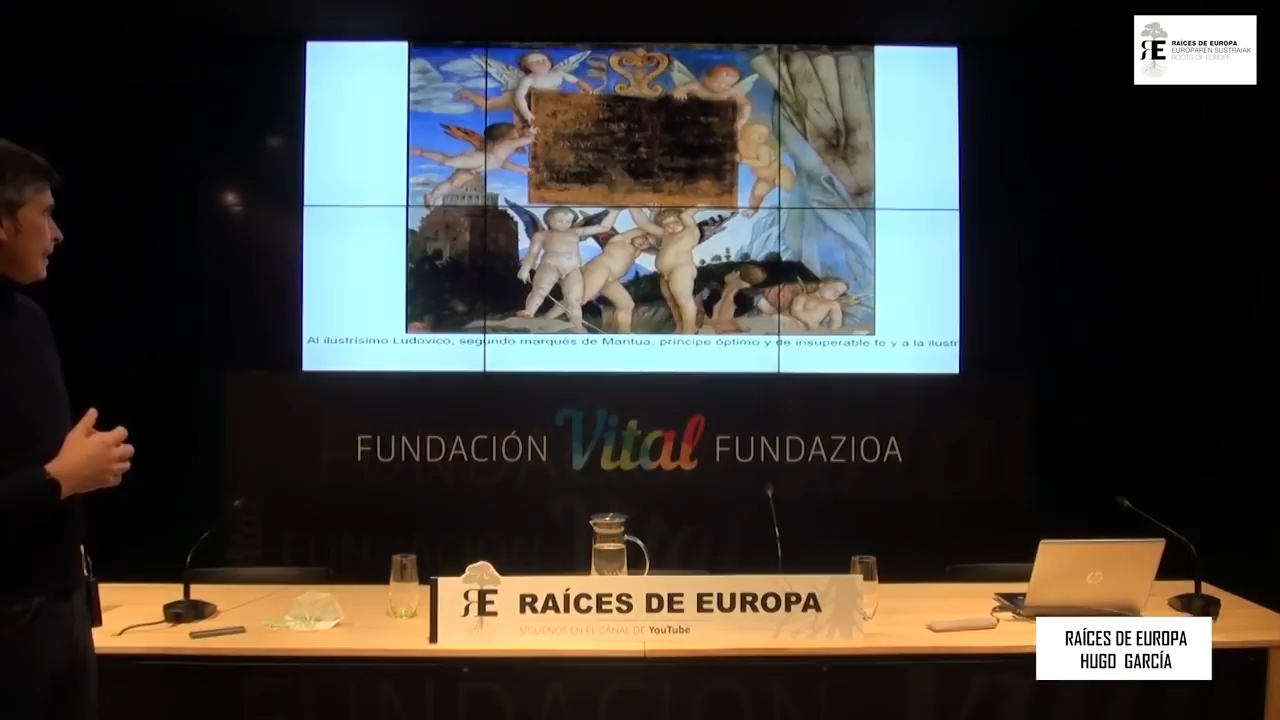 RAÍCES DE EUROPA
EUROPAREN SUSTRAIAK
ROOTS OF EUROPE
Al ilustrísimo Ludovico, segundo marqués de Mantua, príncipe óptimo y de insuperable fe y a la ilustr
FUNDACIÓN Vital FUNDAZIOA
RAÍCES DE EUROPA
SÍGUENOS EN EL CANAL DE YouTube
hp
RAÍCES DE EUROPA
HUGO GARCÍA